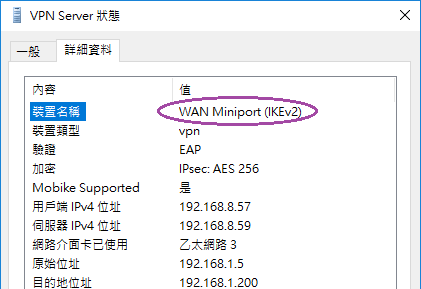 VPN Server 狀態
一般 詳細資料
內容 值
裝置名稱 WAN Miniport (IKEv2)
裝置類型 vpn
驗證 EAP
加密 IPsec: AES 256
Mobike Supported 是
用戶端 IPv4 位址 192.168.8.57
伺服器 IPv4 位址 192.168.8.59
網路介面卡已使用 乙太網路 3
原始位址 192.168.1.5
目的地位址 192.168.1.200